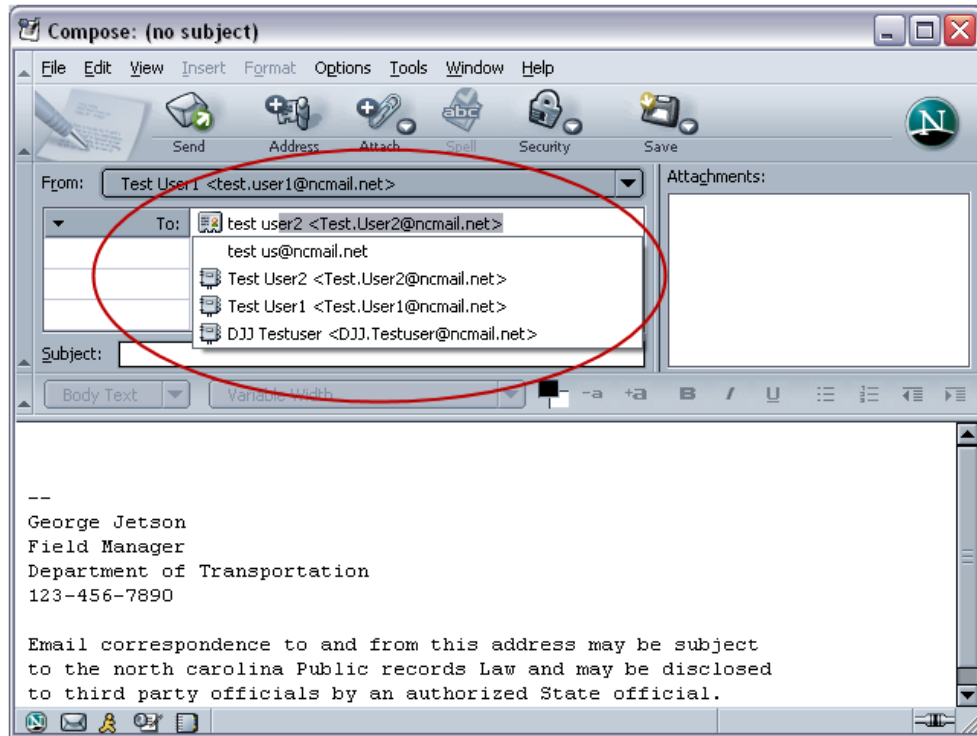 Compose: (no subject)
File Edit View Insert Format Options Tools Window Help
Send Address Attach Spell Security Save
abc
N
From: Test User1 <test.user1@ncmail.net>
Attachments:
To: test user2 <Test.User2@ncmail.net>
test us@ncmail.net
Test User2 <Test.User2@ncmail.net>
Test User1 <Test.User1@ncmail.net>
DJJ Testuser <DJJ.Testuser@ncmail.net>
Subject:
Body Text Variable Width -a +a B I U
--
George Jetson
Field Manager
Department of Transportation
123-456-7890
Email correspondence to and from this address may be subject
to the north carolina Public records Law and may be disclosed
to third party officials by an authorized State official.